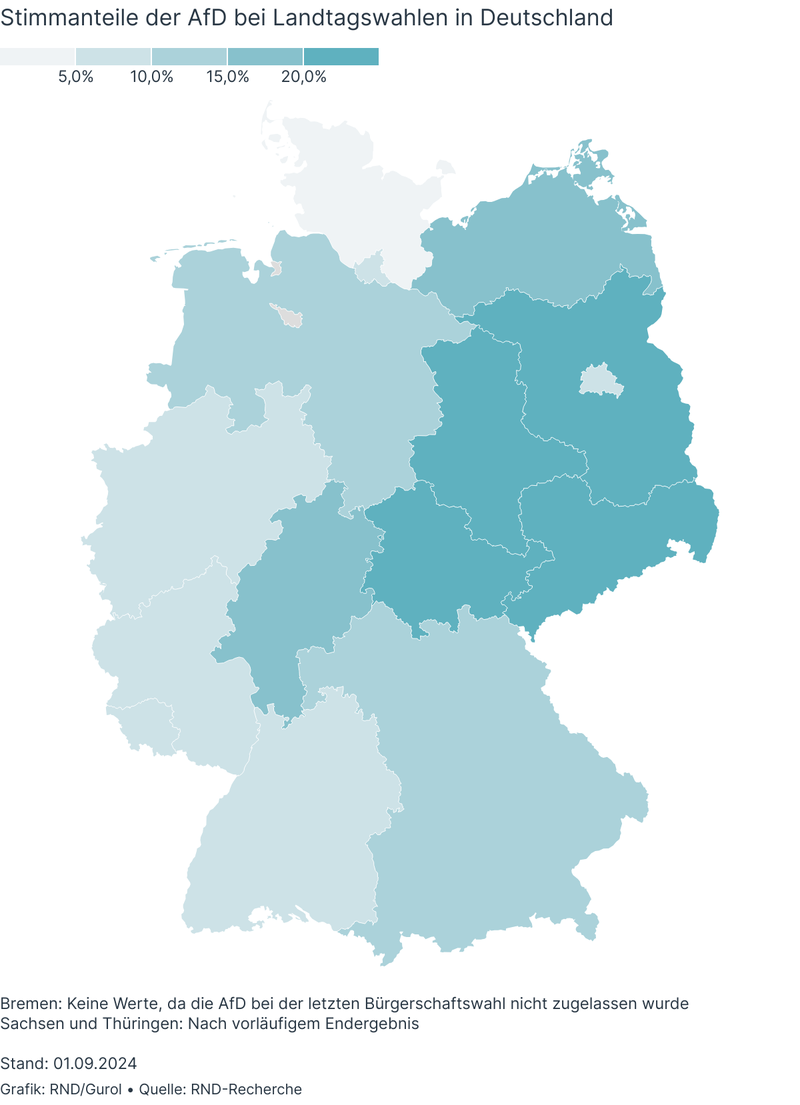 Stimmanteile der AfD bei Landtagswahlen in Deutschland
5,0% 10,0% 15,0% 20,0%
Bremen: Keine Werte, da die AfD bei der letzten Bürgerschaftswahl nicht zugelassen wurde
Sachsen und Thüringen: Nach vorläufigem Endergebnis
Stand: 01.09.2024
Grafik: RND/Gurol • Quelle: RND-Recherche